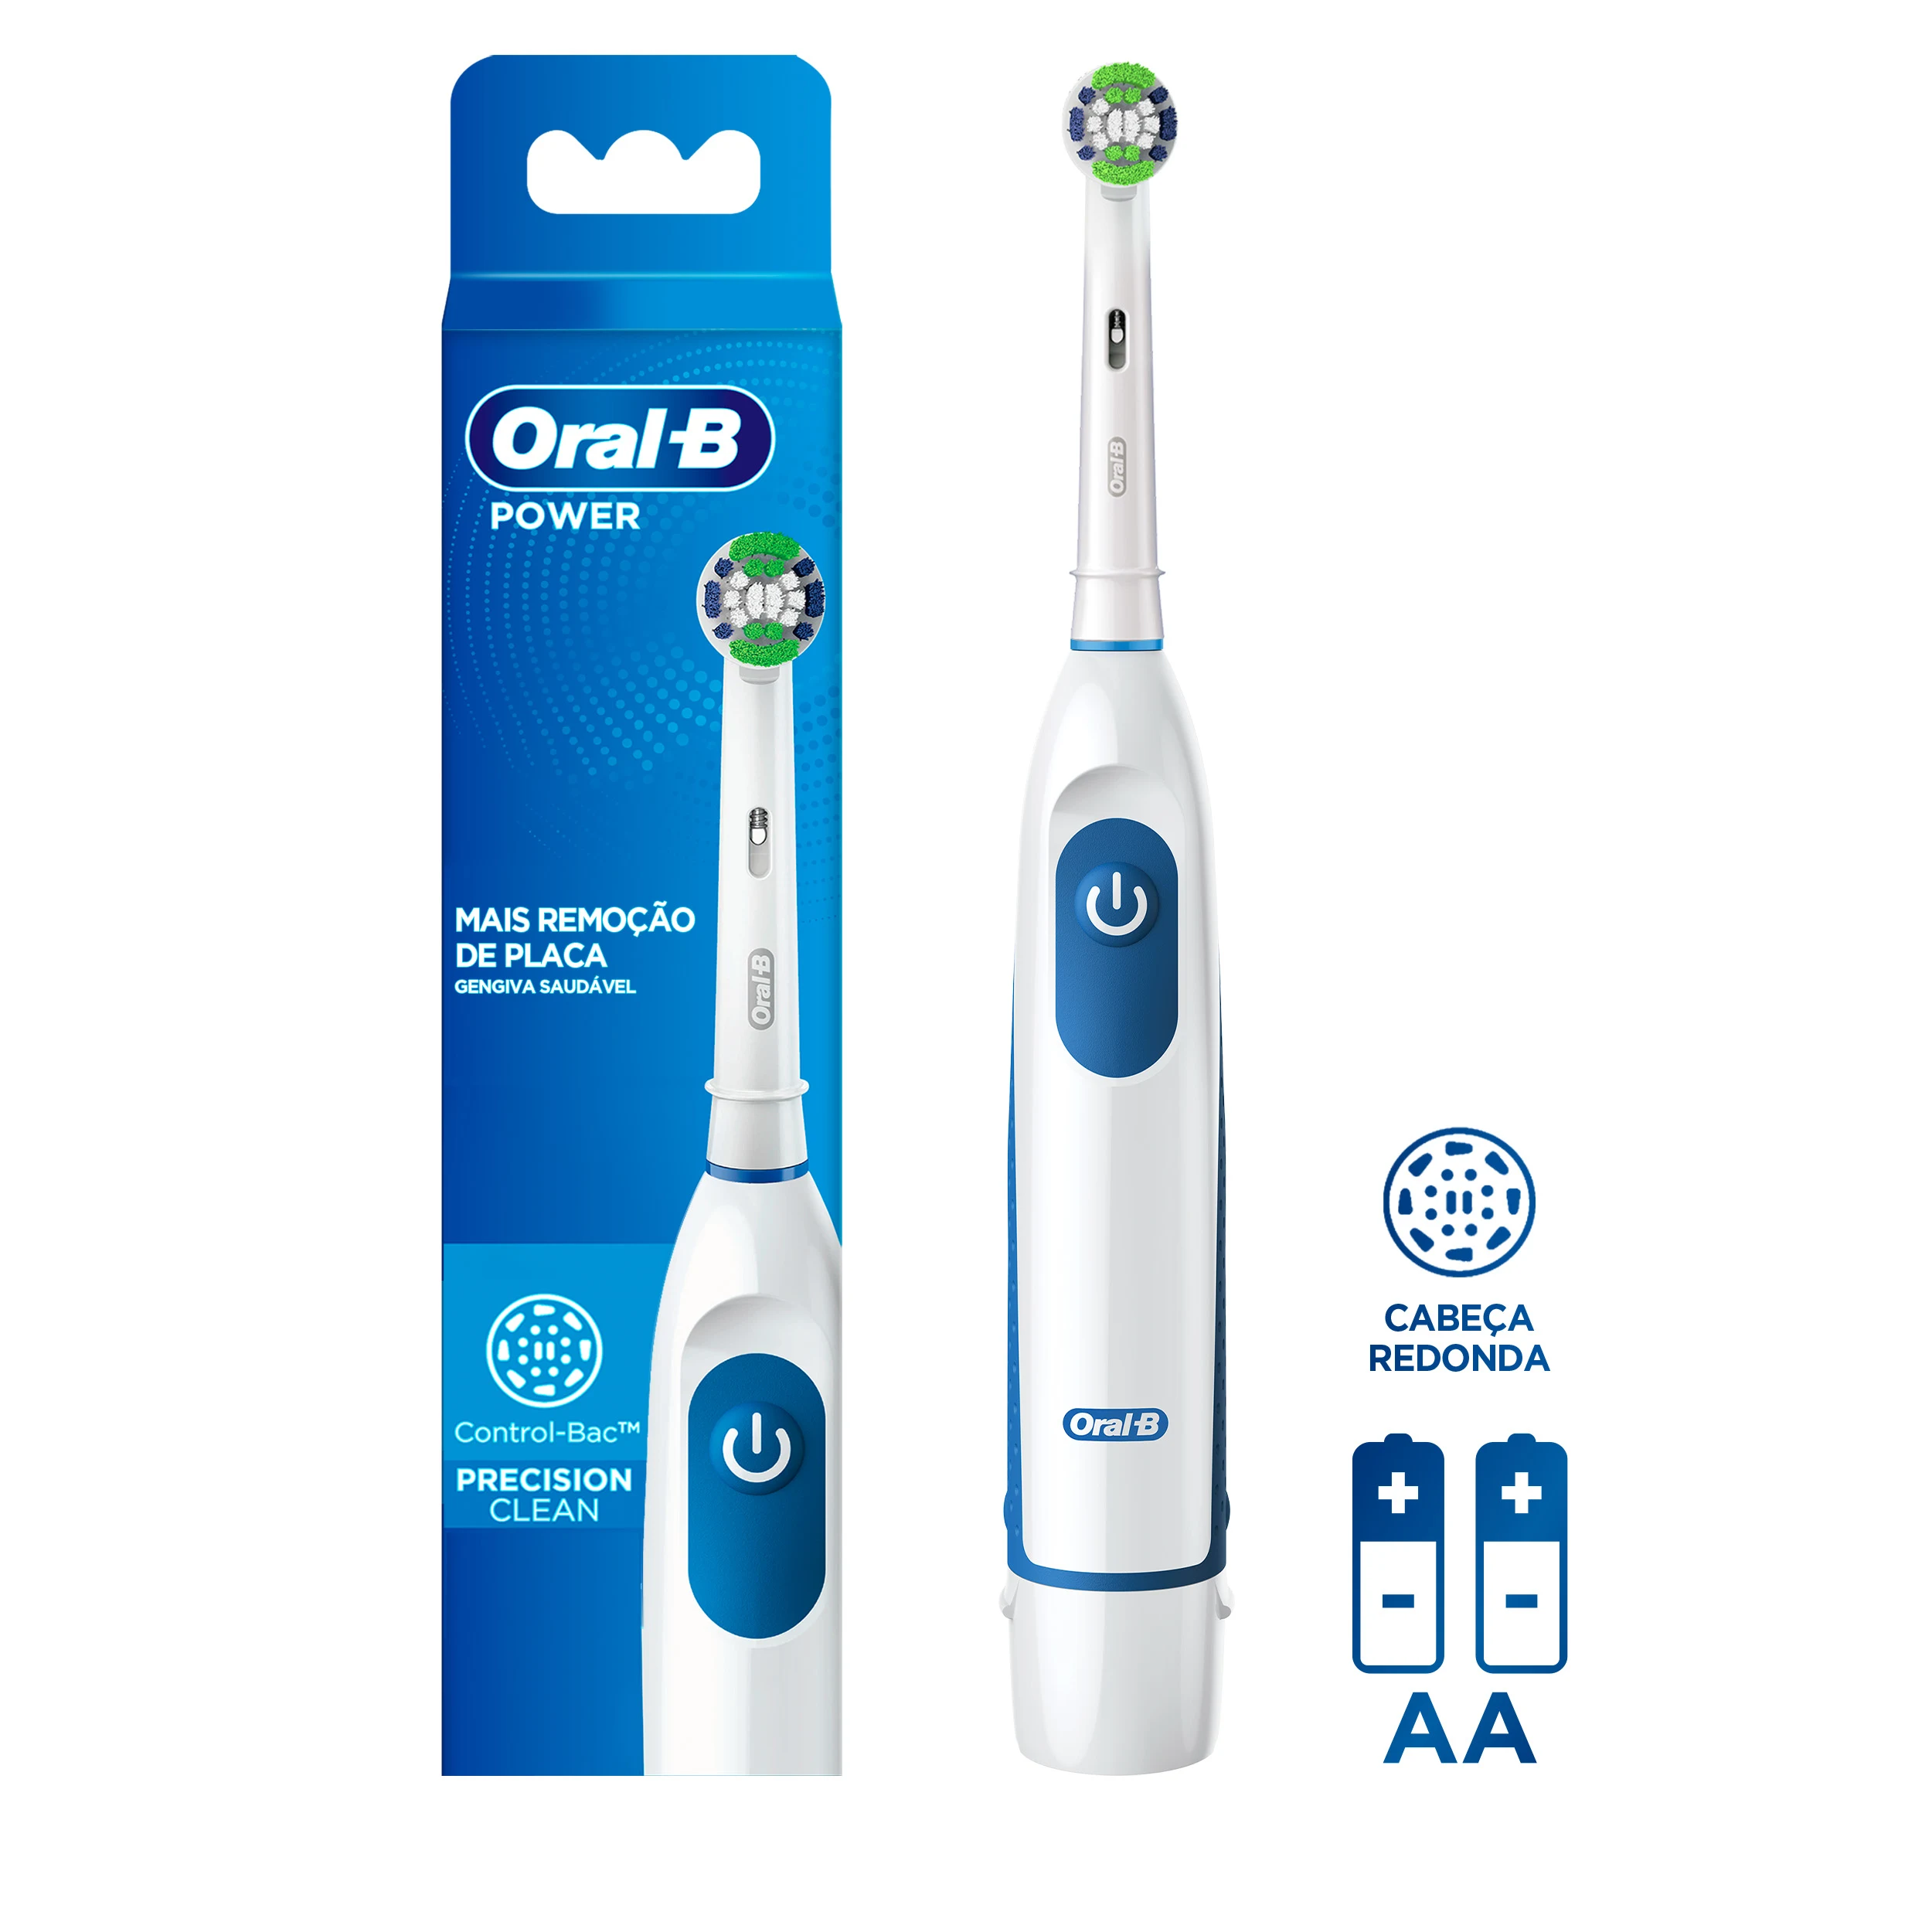 Oral-B
POWER
MAIS REMOÇÃO
DE PLACA
GENGIVA SAUDÁVEL
Oral-B
Control-Bac™
PRECISION
CLEAN
Oral-B
Oral-B
CABEÇA
REDONDA
+ +
- -
AA